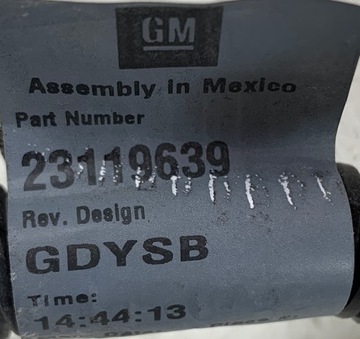 GM
Assembly in Mexico
Part Number
23119639
Rev. Design
GDYSB
Time:
14:44:13